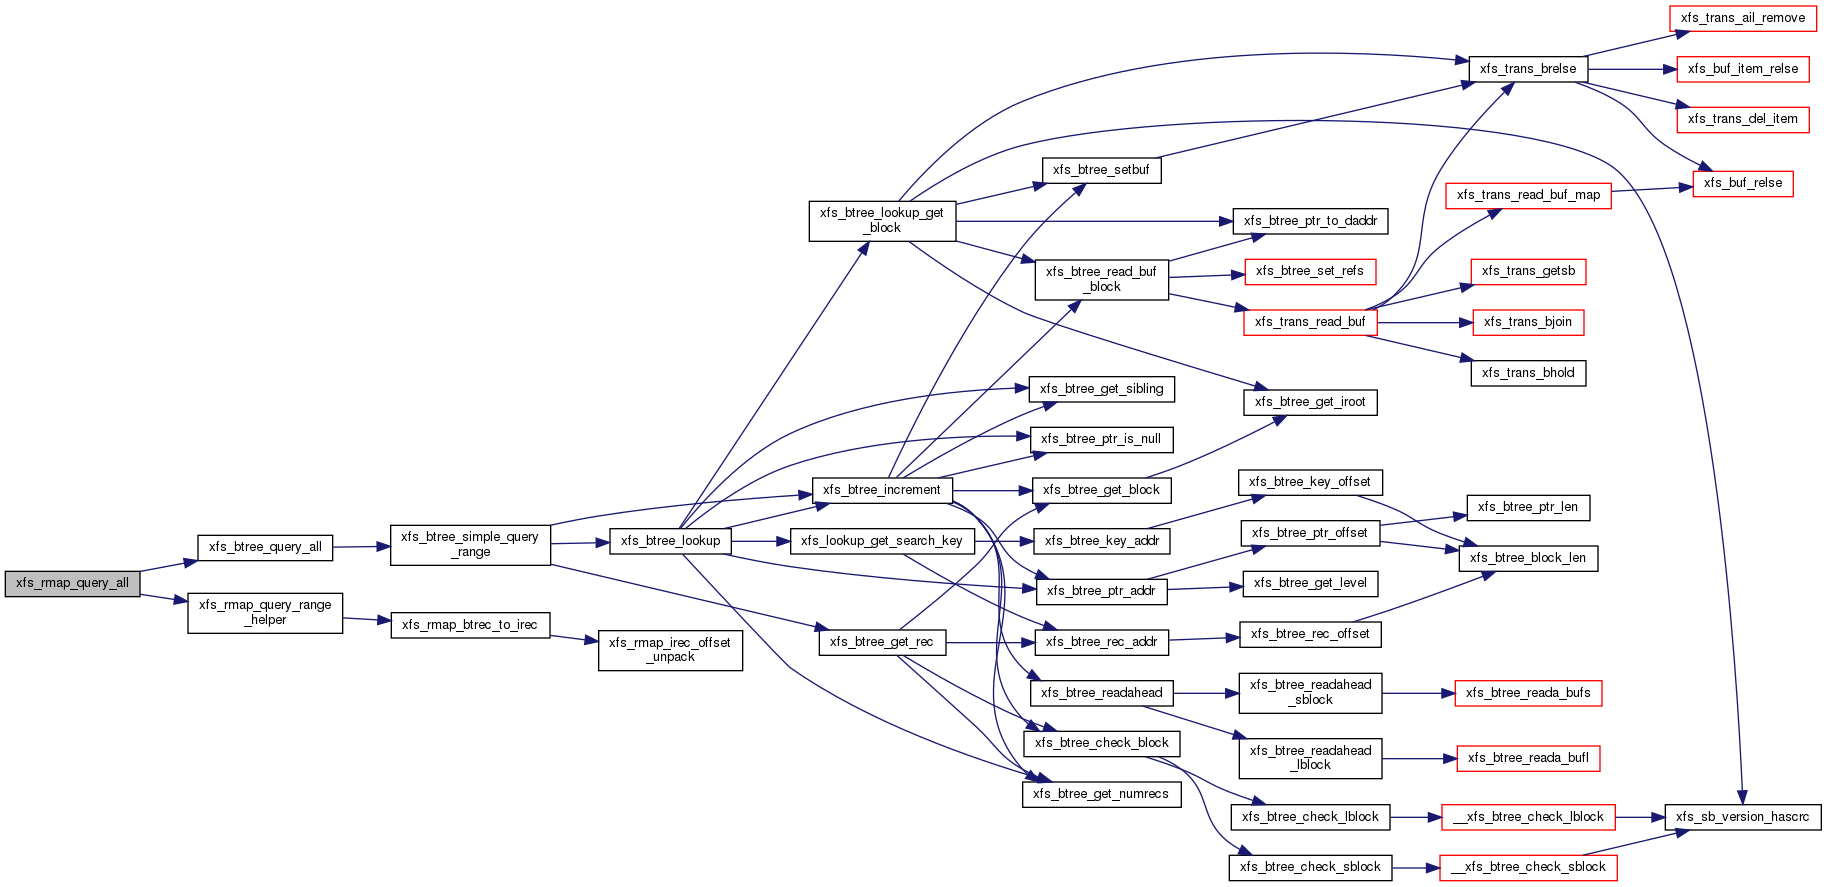 xfs_rmap_query_all
xfs_btree_query_all
xfs_rmap_query_range
_helper
xfs_btree_simple_query
_range
xfs_rmap_btrec_to_irec
xfs_btree_lookup
xfs_rmap_irec_offset
_unpack
xfs_btree_lookup_get
_block
xfs_btree_increment
xfs_lookup_get_search_key
xfs_btree_get_rec
xfs_btree_setbuf
xfs_btree_read_buf
_block
xfs_btree_get_sibling
xfs_btree_ptr_is_null
xfs_btree_get_block
xfs_btree_key_addr
xfs_btree_ptr_addr
xfs_btree_rec_addr
xfs_btree_readahead
xfs_btree_check_block
xfs_btree_get_numrecs
xfs_btree_ptr_to_daddr
xfs_btree_set_refs
xfs_trans_read_buf
xfs_btree_get_iroot
xfs_btree_key_offset
xfs_btree_ptr_offset
xfs_btree_get_level
xfs_btree_rec_offset
xfs_btree_readahead
_sblock
xfs_btree_readahead
_lblock
xfs_btree_check_lblock
xfs_btree_check_sblock
xfs_trans_brelse
xfs_trans_read_buf_map
xfs_trans_getsb
xfs_trans_bjoin
xfs_trans_bhold
xfs_btree_ptr_len
xfs_btree_block_len
xfs_btree_reada_bufs
xfs_btree_reada_bufl
__xfs_btree_check_lblock
__xfs_btree_check_sblock
xfs_trans_ail_remove
xfs_buf_item_relse
xfs_trans_del_item
xfs_buf_relse
xfs_sb_version_hascrc